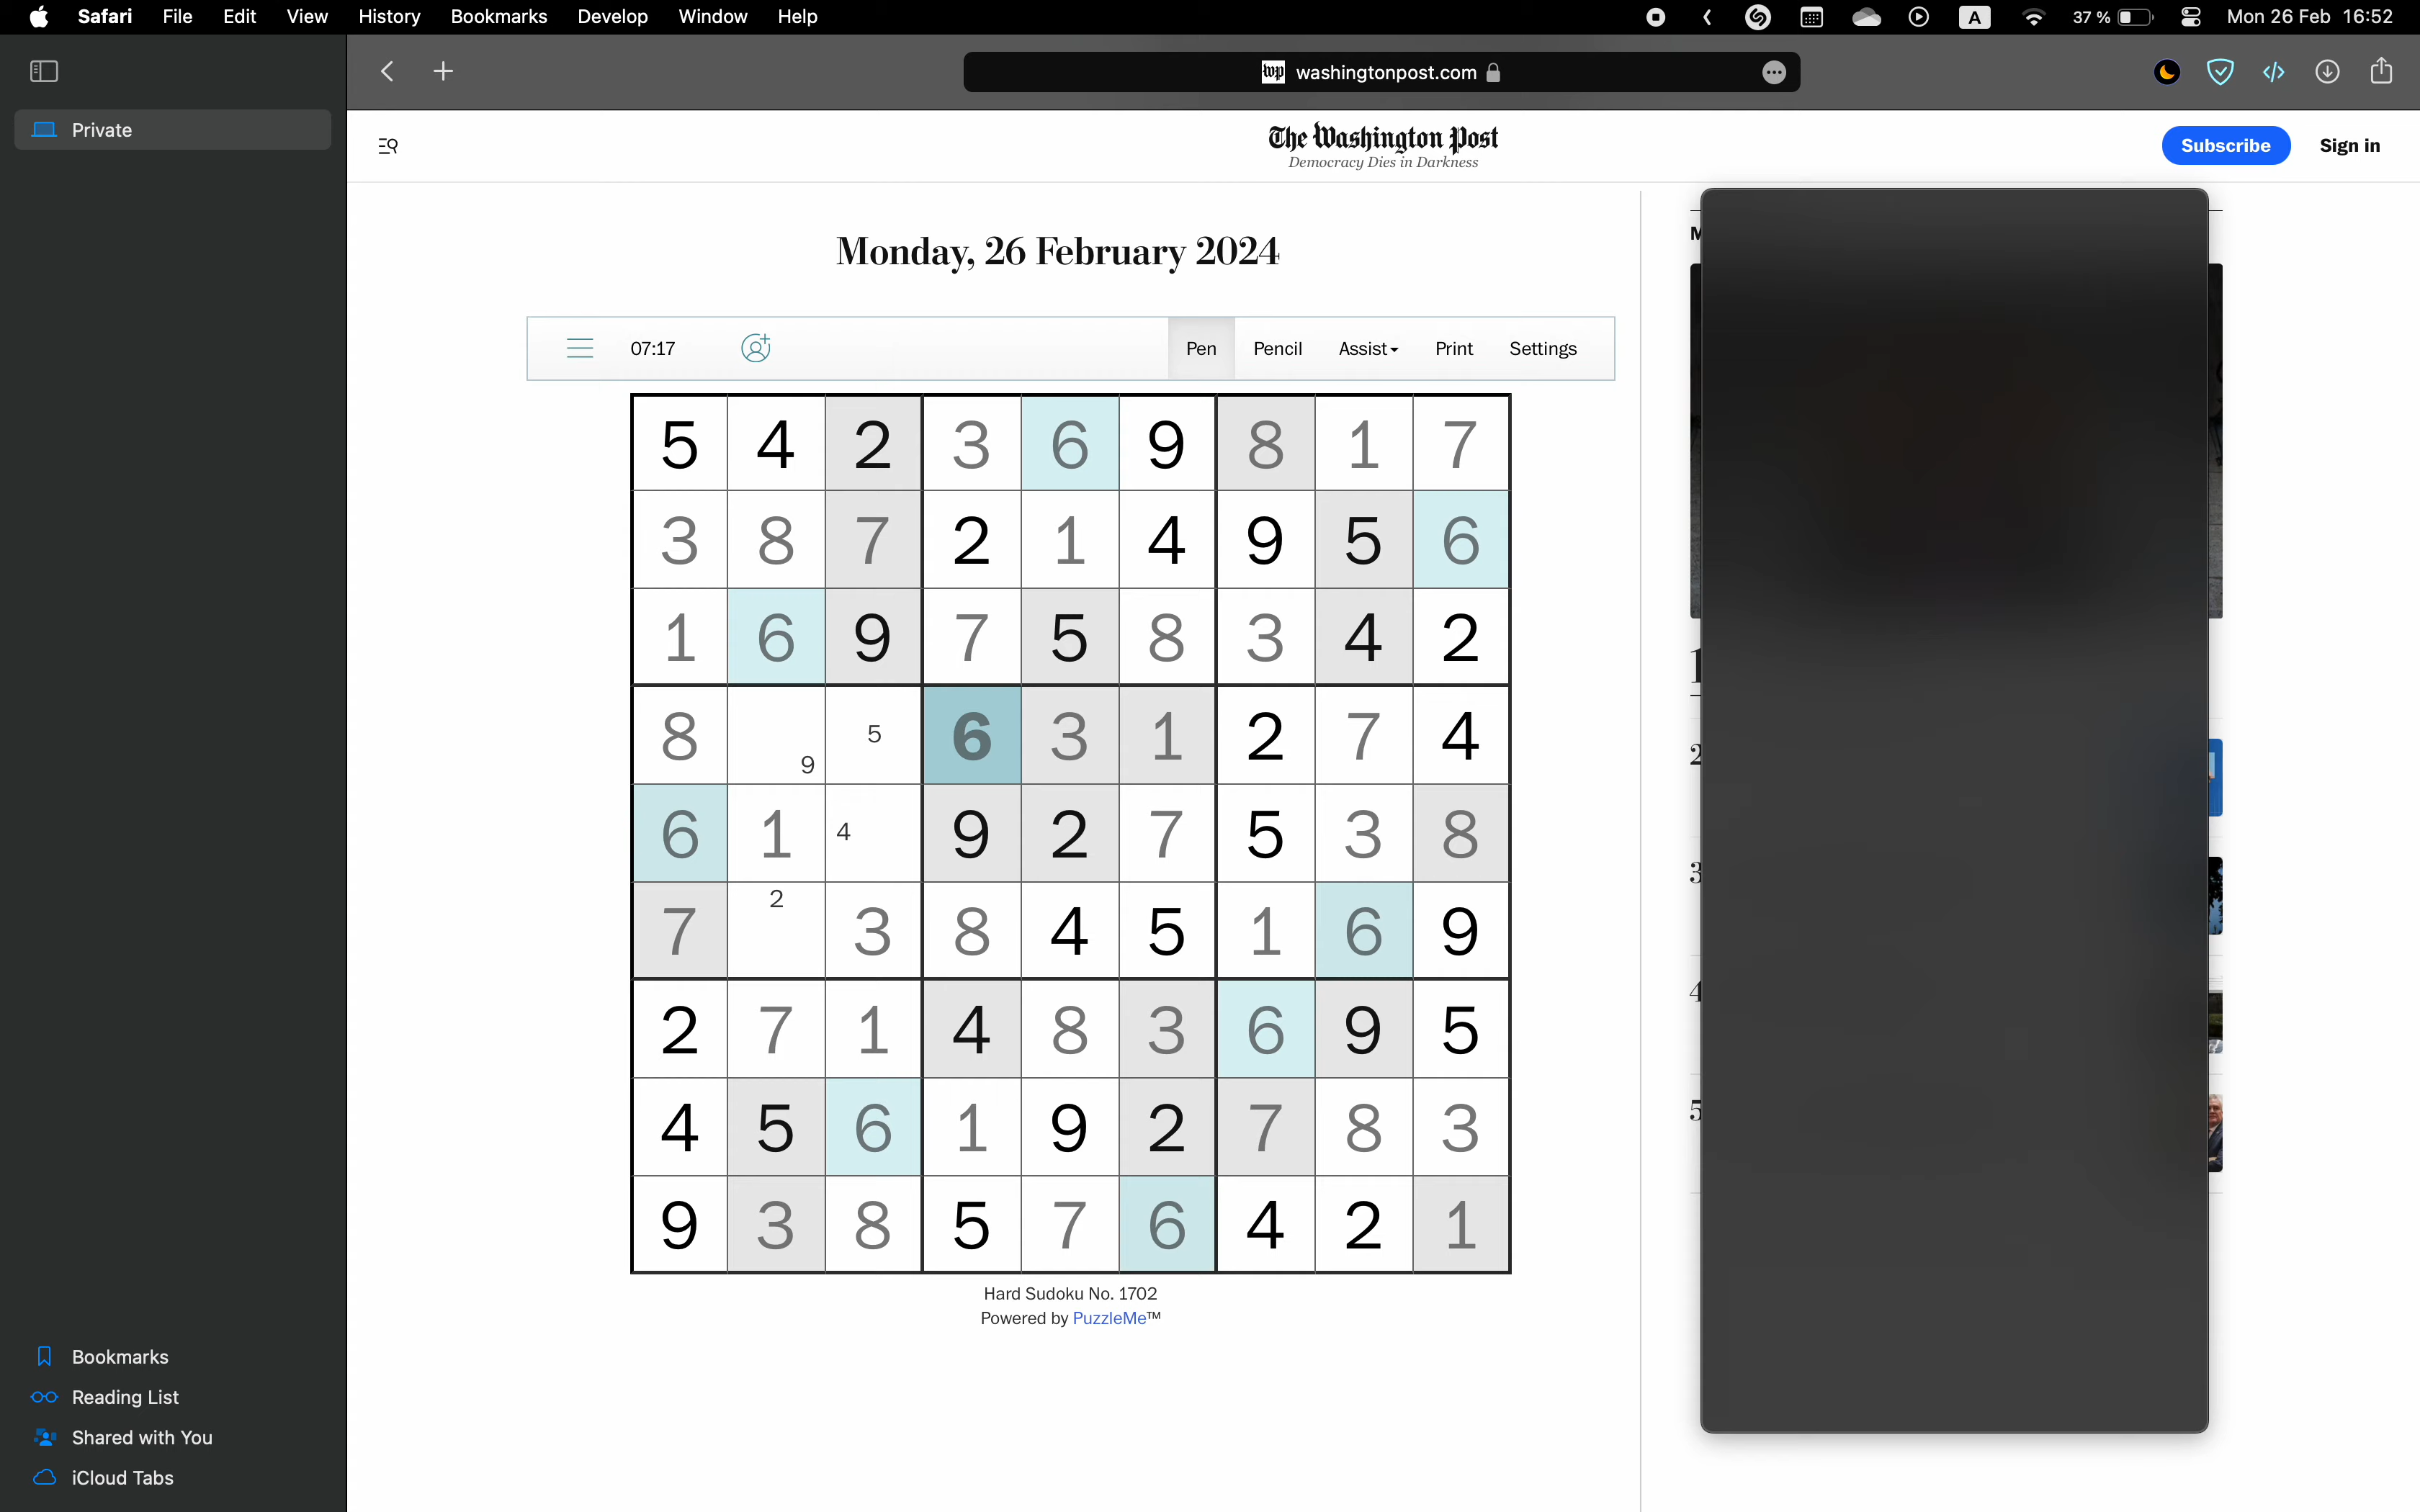 Safari File Edit View History Bookmarks Develop Window Help A 37 % Mon 26 Feb 16:52
Private
wp washingtonpost.com
The Washington Post
Democracy Dies in Darkness
Subscribe Sign in
Monday, 26 February 2024
07:17 Pen Pencil Assist Print Settings
5 4 2 3 6 9 8 1 7
3 8 7 2 1 4 9 5 6
1 6 9 7 5 8 3 4 2
8 9 5 6 3 1 2 7 4
6 1 4 9 2 7 5 3 8
7 2 3 8 4 5 1 6 9
2 7 1 4 8 3 6 9 5
4 5 6 1 9 2 7 8 3
9 3 8 5 7 6 4 2 1
Hard Sudoku No. 1702
Powered by PuzzleMe™
M
1
2
3
4
5
Bookmarks
Reading List
Shared with You
iCloud Tabs